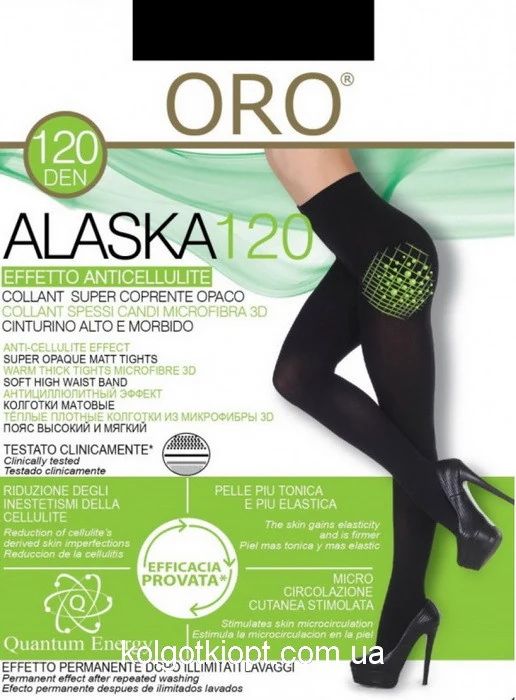 ORO®
120
DEN
ALASKA120
EFFETTO ANTICELLULITE
COLLANT SUPER COPRENTE OPACO
COLLANT SPESSI CANDI MICROFIBRA 3D
CINTURINO ALTO E MORBIDO
ANTI-CELLULITE EFFECT
SUPER OPAQUE MATT TIGHTS
WARM THICK TIGHTS MICROFIBRE 3D
SOFT HIGH WAIST BAND
АНТИЦИЛЛЮЛИТНЫЙ ЭФФЕКТ
КОЛГОТКИ МАТОВЫЕ
ТЁПЛЫЕ ПЛОТНЫЕ КОЛГОТКИ ИЗ МИКРОФИБРЫ 3D
ПОЯС ВЫСОКИЙ И МЯГКИЙ
TESTATO CLINICAMENTE*
Clinically tested
Testado clinicamente
RIDUZIONE DEGLI
INESTETISMI DELLA
CELLULITE
Reduction of cellulite's
derived skin imperfections
Reduccion de la cellulitis
PELLE PIU TONICA
E PIU ELASTICA
The skin gains elasticity
and is firmer
Piel mas tonica y mas elastic
EFFICACIA
PROVATA*
Q
Quantum Energy
MICRO
CIRCOLAZIONE
CUTANEA STIMOLATA
Stimulates skin microcirculation
Estimula la microcirculacion en la piel
kolgotkiopt.com.ua
EFFETTO PERMANENTE DOPO ILLIMITATI LAVAGGI
Permanent effect after repeated washing
Efecto permanente despues de ilimitados lavados